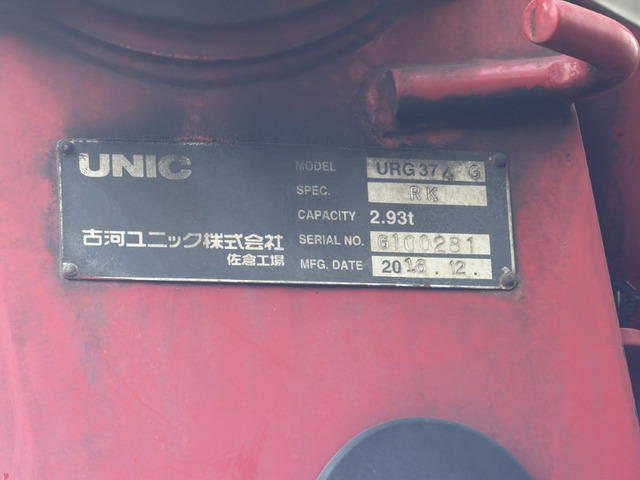 UNIC
MODEL URG374 G
SPEC. RK
CAPACITY 2.93t
古河ユニック株式会社
佐倉工場
SERIAL NO. G100281
MFG. DATE 2016.12.